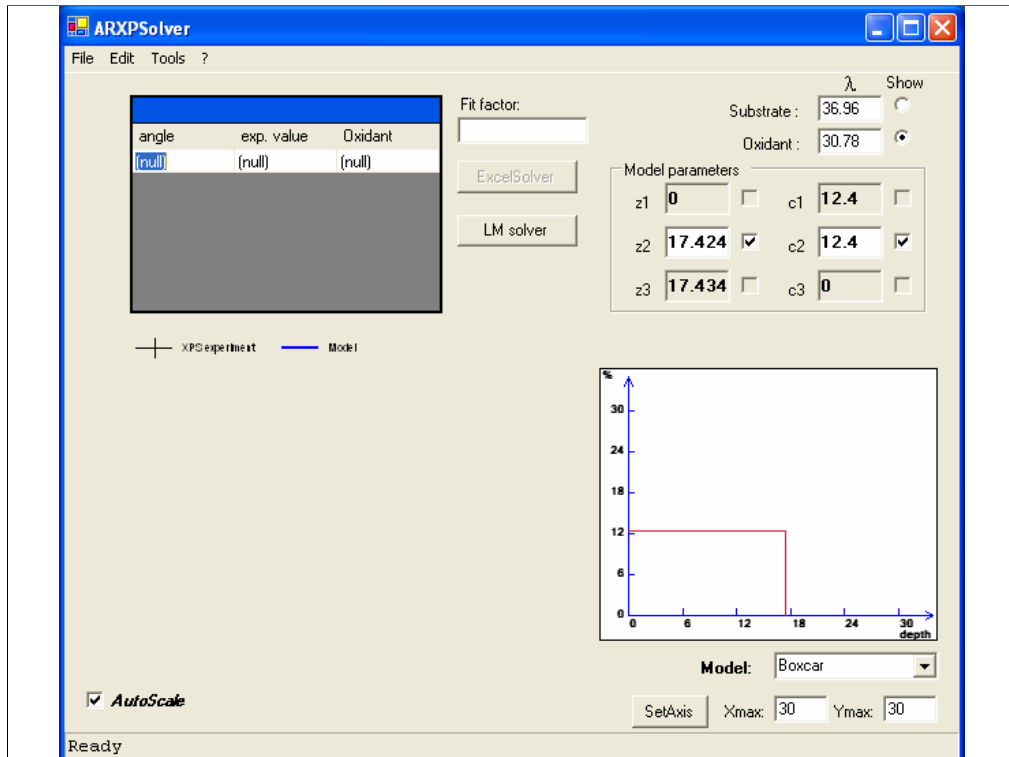 ARXPSolver
File Edit Tools ?
λ Show
Fit factor:
Substrate : 36.96
Oxidant : 30.78
angle exp. value Oxidant
(null) (null) (null)
ExcelSolver
LM solver
Model parameters
z1 0 c1 12.4
z2 17.424 c2 12.4
z3 17.434 c3 0
XPS experiment Model
%
30
24
18
12
6
0
0 6 12 18 24 30
depth
Model: Boxcar
AutoScale
SetAxis Xmax: 30 Ymax: 30
Ready